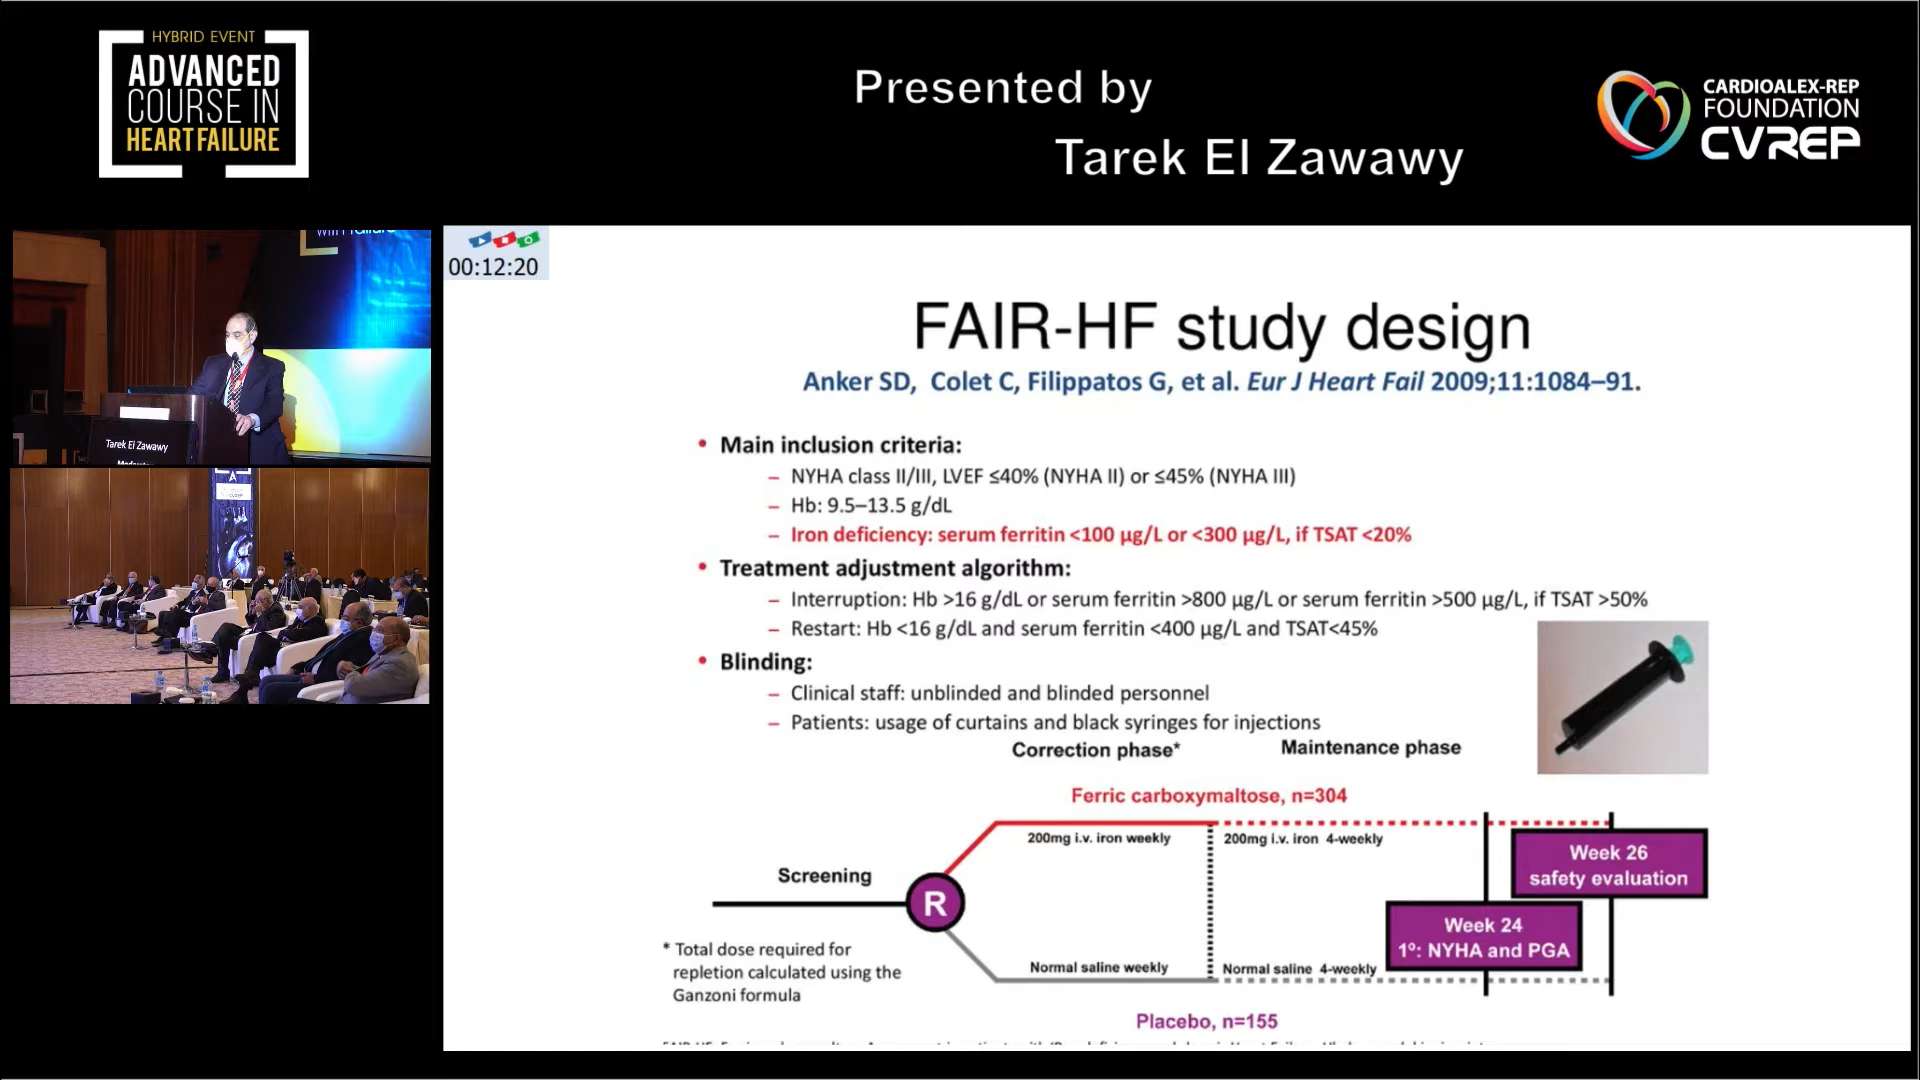 HYBRID EVENT
ADVANCED
COURSE IN
HEART FAILURE
Presented by
Tarek El Zawawy
CARDIOALEX-REP
FOUNDATION
CVREP
Tarek El Zawawy
CVREP
00:12:20
FAIR-HF study design
Anker SD, Colet C, Filippatos G, et al. Eur J Heart Fail 2009;11:1084–91.
• Main inclusion criteria:
– NYHA class II/III, LVEF ≤40% (NYHA II) or ≤45% (NYHA III)
– Hb: 9.5–13.5 g/dL
– Iron deficiency: serum ferritin <100 µg/L or <300 µg/L, if TSAT <20%
• Treatment adjustment algorithm:
– Interruption: Hb >16 g/dL or serum ferritin >800 µg/L or serum ferritin >500 µg/L, if TSAT >50%
– Restart: Hb <16 g/dL and serum ferritin <400 µg/L and TSAT<45%
• Blinding:
– Clinical staff: unblinded and blinded personnel
– Patients: usage of curtains and black syringes for injections
Correction phase*
Maintenance phase
Ferric carboxymaltose, n=304
200mg i.v. iron weekly
200mg i.v. iron 4-weekly
Week 26
safety evaluation
Screening
R
Week 24
1º: NYHA and PGA
* Total dose required for
repletion calculated using the
Ganzoni formula
Normal saline weekly
Normal saline 4-weekly
Placebo, n=155